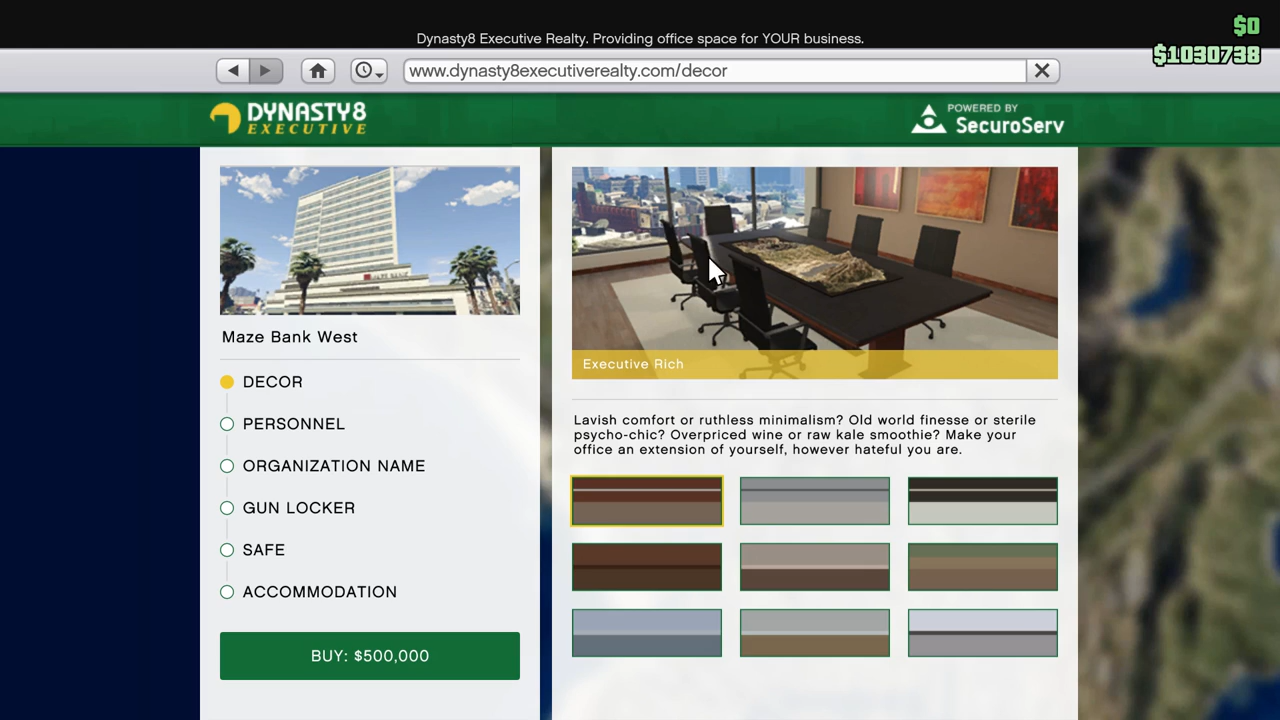 $0
Dynasty8 Executive Realty. Providing office space for YOUR business.
$1030738
www.dynasty8executiverealty.com/decor
DYNASTY8
EXECUTIVE
POWERED BY
SecuroServ
MAZE BANK
Maze Bank West
DECOR
PERSONNEL
ORGANIZATION NAME
GUN LOCKER
SAFE
ACCOMMODATION
BUY: $500,000
Executive Rich
Lavish comfort or ruthless minimalism? Old world finesse or sterile
psycho-chic? Overpriced wine or raw kale smoothie? Make your
office an extension of yourself, however hateful you are.